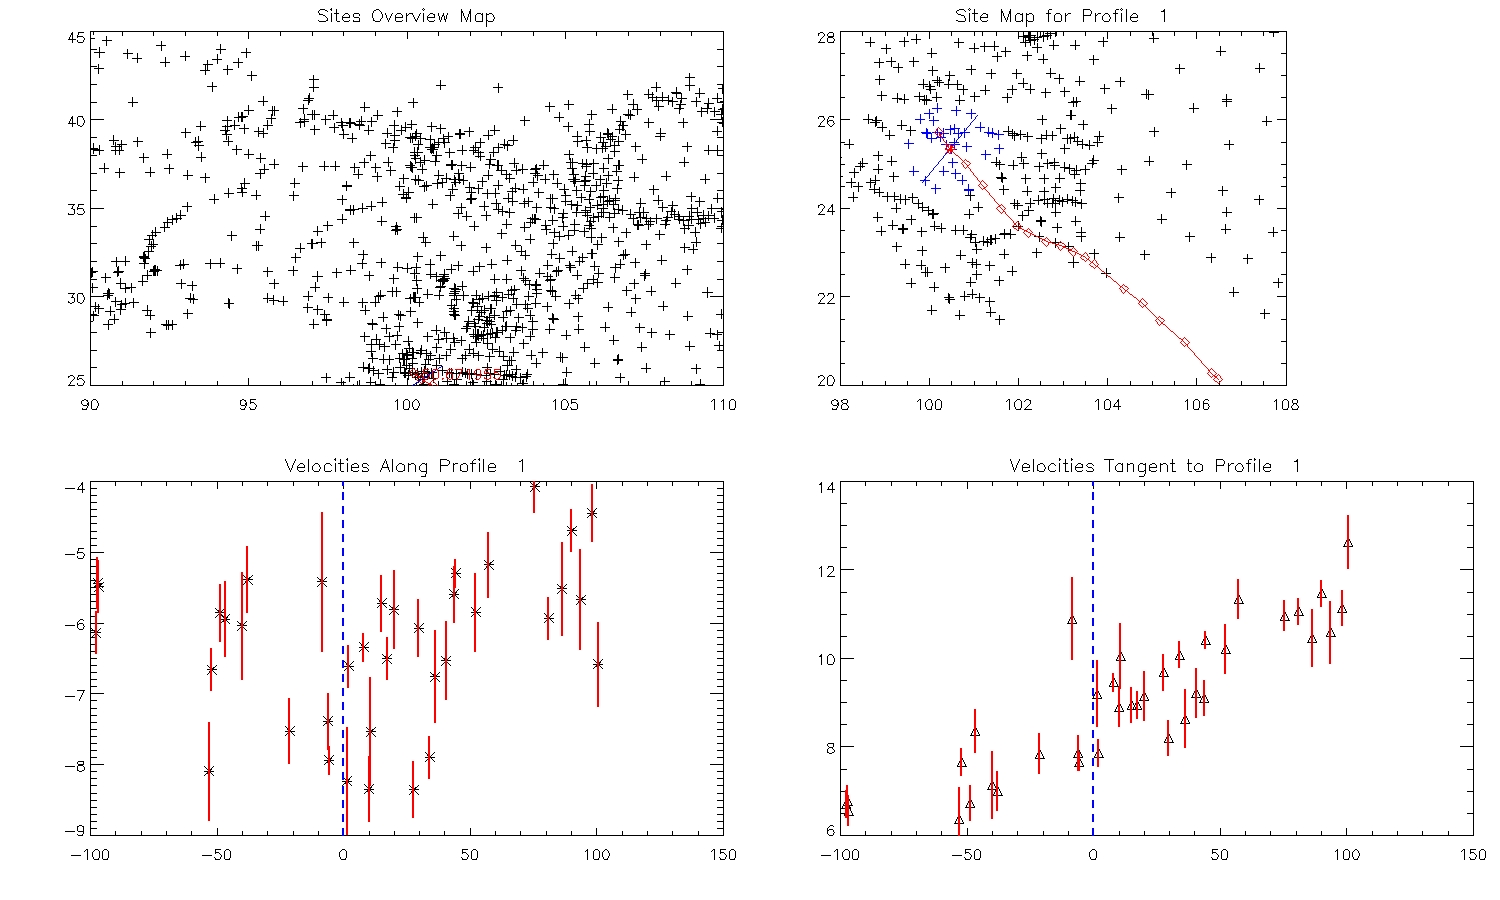 Sites Overview Map
45
40
35
30
25
90 95 100 105 110
Site Map for Profile 1
28
26
24
22
20
98 100 102 104 106 108
Velocities Along Profile 1
-4
-5
-6
-7
-8
-9
-100 -50 0 50 100 150
Velocities Tangent to Profile 1
14
12
10
8
6
-100 -50 0 50 100 150